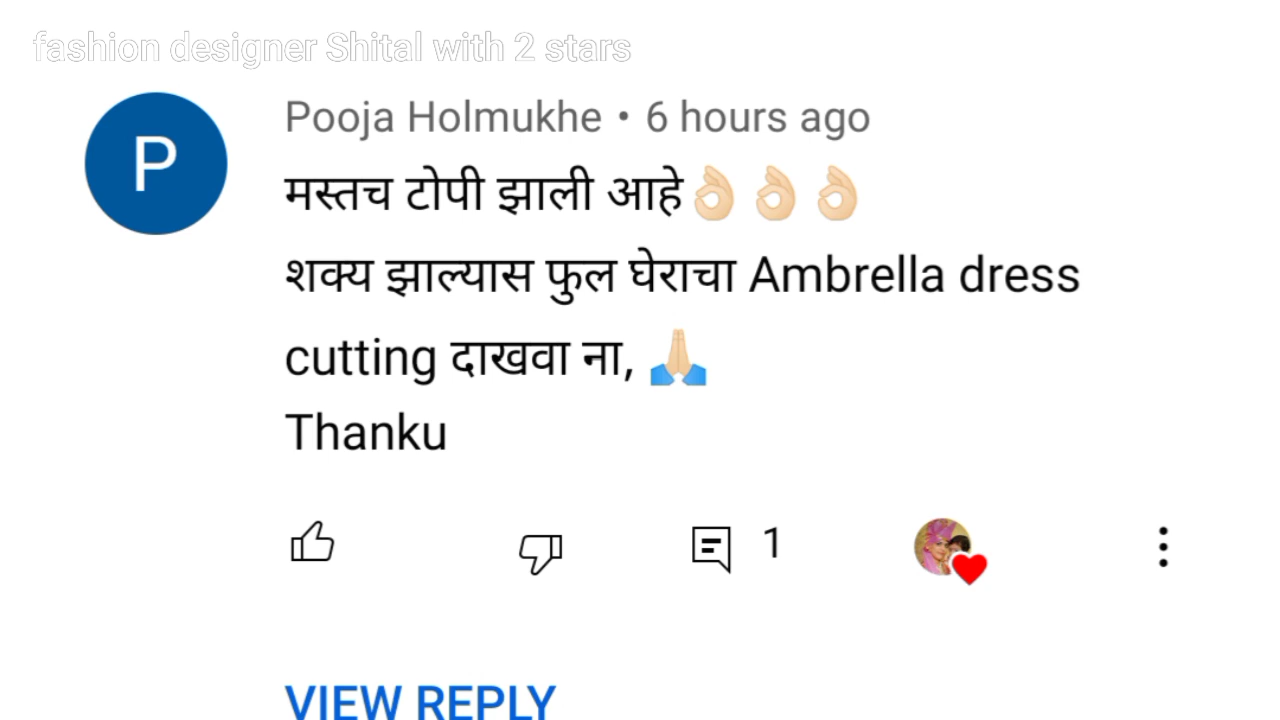 fashion designer Shital with 2 stars
P
Pooja Holmukhe • 6 hours ago
मस्तच टोपी झाली आहे👌🏻👌🏻👌🏻
शक्य झाल्यास फुल घेराचा Ambrella dress
cutting दाखवा ना, 🙏🏻
Thanku
1
VIEW REPLY